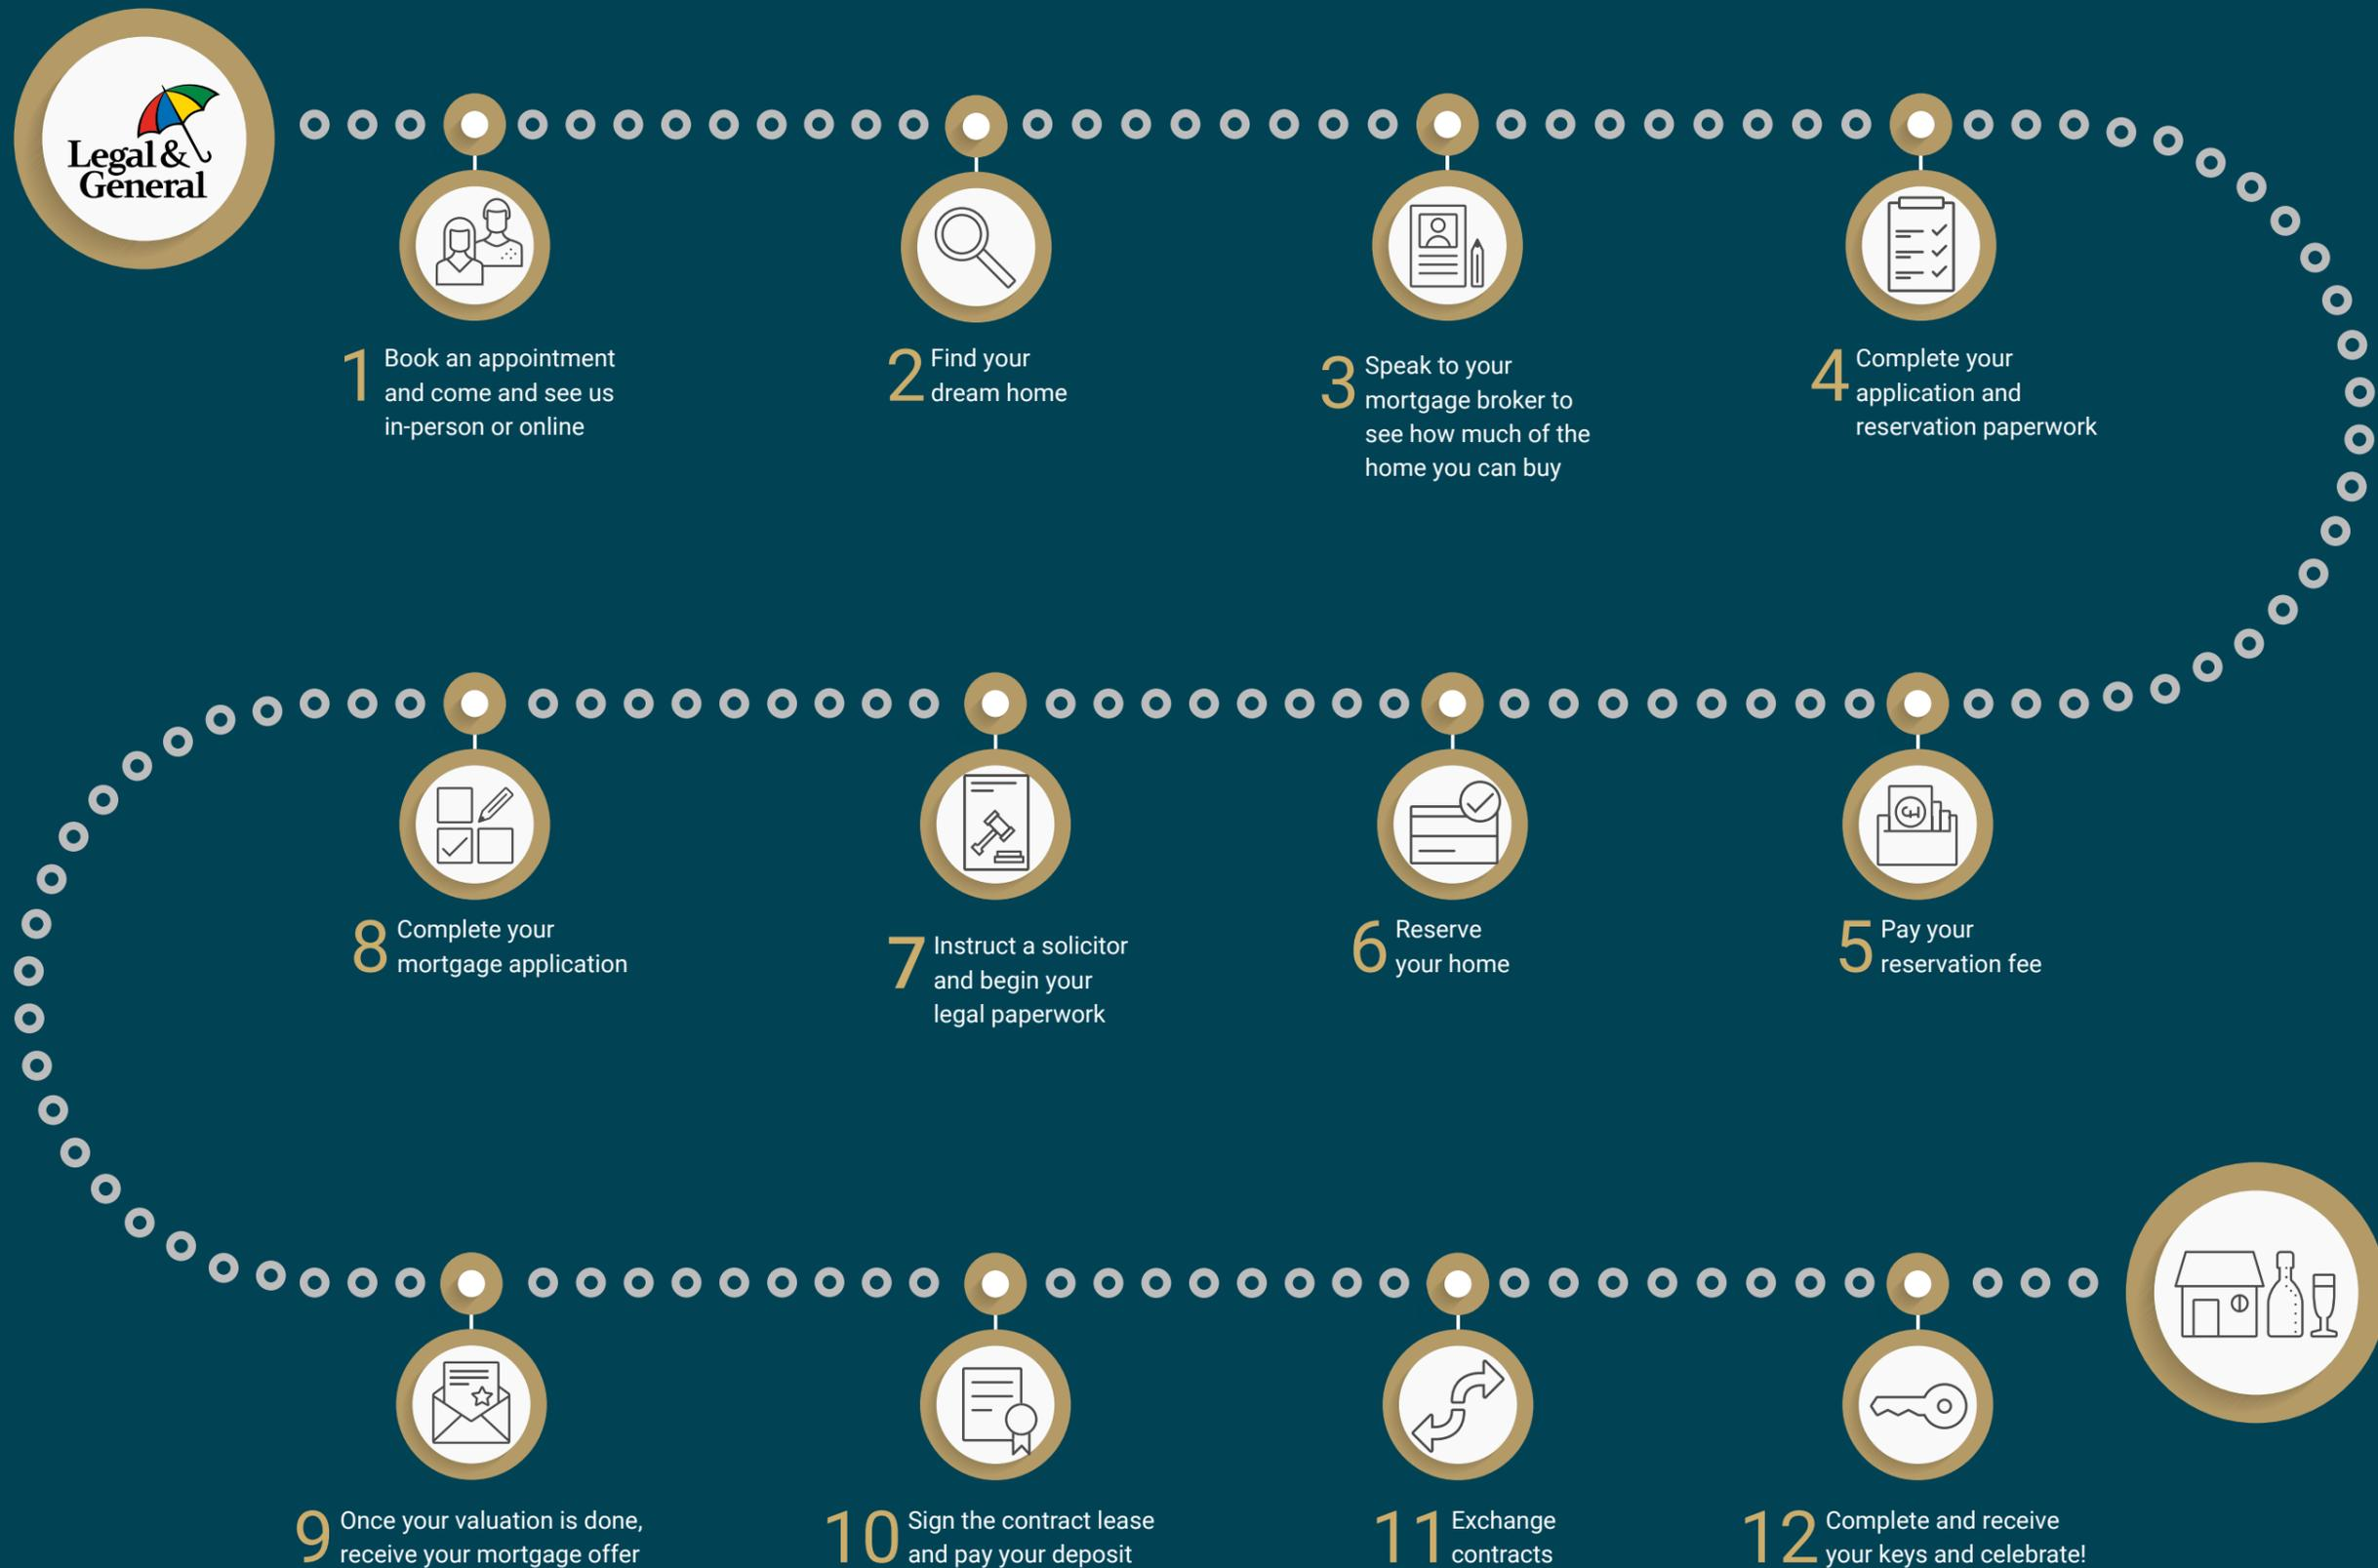 Legal &
General
1 Book an appointment
and come and see us
in-person or online
2 Find your
dream home
3 Speak to your
mortgage broker to
see how much of the
home you can buy
4 Complete your
application and
reservation paperwork
5 Pay your
reservation fee
6 Reserve
your home
7 Instruct a solicitor
and begin your
legal paperwork
8 Complete your
mortgage application
9 Once your valuation is done,
receive your mortgage offer
10 Sign the contract lease
and pay your deposit
11 Exchange
contracts
12 Complete and receive
your keys and celebrate!